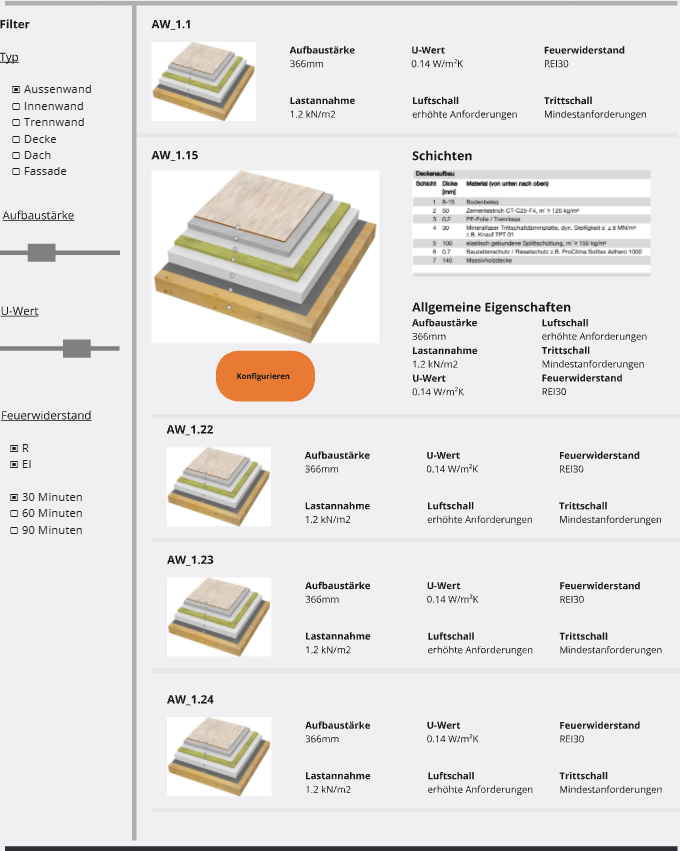 Filter
Typ
Aussenwand
Innenwand
Trennwand
Decke
Dach
Fassade
Aufbaustärke
U-Wert
Feuerwiderstand
R
EI
30 Minuten
60 Minuten
90 Minuten
AW_1.1
Aufbaustärke U-Wert Feuerwiderstand
366mm 0.14 W/m²K REI30
Lastannahme Luftschall Trittschall
1.2 kN/m2 erhöhte Anforderungen Mindestanforderungen
AW_1.15
Konfigurieren
Schichten
Deckenaufbau
Schicht Dicke Material (von unten nach oben)
[mm]
1 8-15 Bodenbelag
2 50 Zementestrich CT-C25-F4, m´≥ 120 kg/m²
3 0,2 PE-Folie / Trennlage
4 30 Mineralfaser Trittschalldämmplatte, dyn. Steifigkeit s´≤ 8 MN/m³
z.B. Knauf TPT 01
5 100 elastisch gebundene Splittschüttung, m´≥ 150 kg/m²
6 0,7 Bauzeitenschutz / Rieselschutz z.B. ProClima Solitex Adhero 1000
7 140 Massivholzdecke
Allgemeine Eigenschaften
Aufbaustärke Luftschall
366mm erhöhte Anforderungen
Lastannahme Trittschall
1.2 kN/m2 Mindestanforderungen
U-Wert Feuerwiderstand
0.14 W/m²K REI30
AW_1.22
Aufbaustärke U-Wert Feuerwiderstand
366mm 0.14 W/m²K REI30
Lastannahme Luftschall Trittschall
1.2 kN/m2 erhöhte Anforderungen Mindestanforderungen
AW_1.23
Aufbaustärke U-Wert Feuerwiderstand
366mm 0.14 W/m²K REI30
Lastannahme Luftschall Trittschall
1.2 kN/m2 erhöhte Anforderungen Mindestanforderungen
AW_1.24
Aufbaustärke U-Wert Feuerwiderstand
366mm 0.14 W/m²K REI30
Lastannahme Luftschall Trittschall
1.2 kN/m2 erhöhte Anforderungen Mindestanforderungen